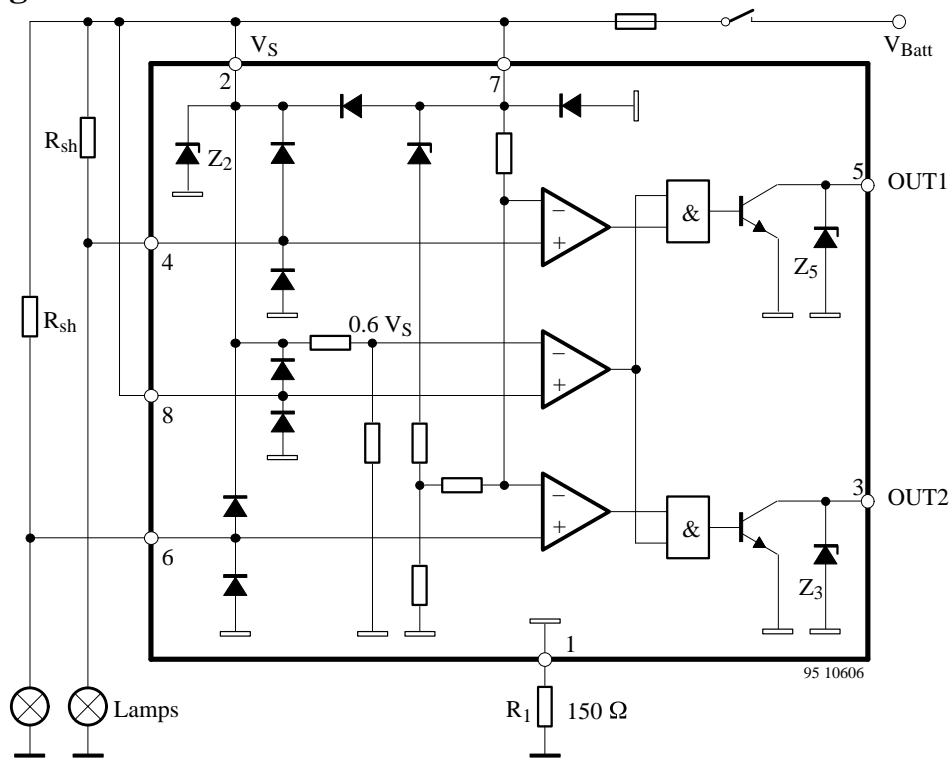 g
V_S
V_Batt
2
7
R_sh
Z_2
5
OUT1
&
−
+
4
Z_5
R_sh
0.6 V_S
−
+
8
3
OUT2
−
+
&
6
Z_3
1
95 10606
Lamps
R_1
150 Ω